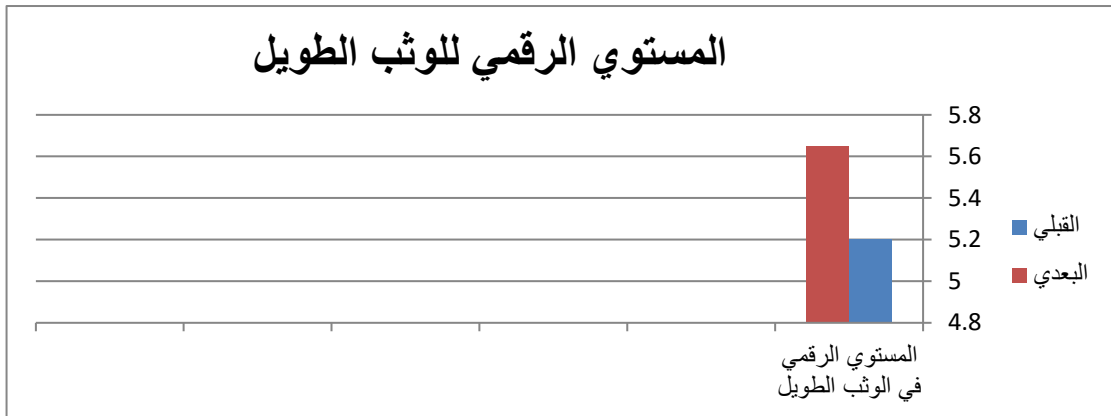 المستوي الرقمي للوثب الطويل
5.8
5.6
5.4
5.2
5
4.8
القبلي
البعدي
المستوي الرقمي
في الوثب الطويل